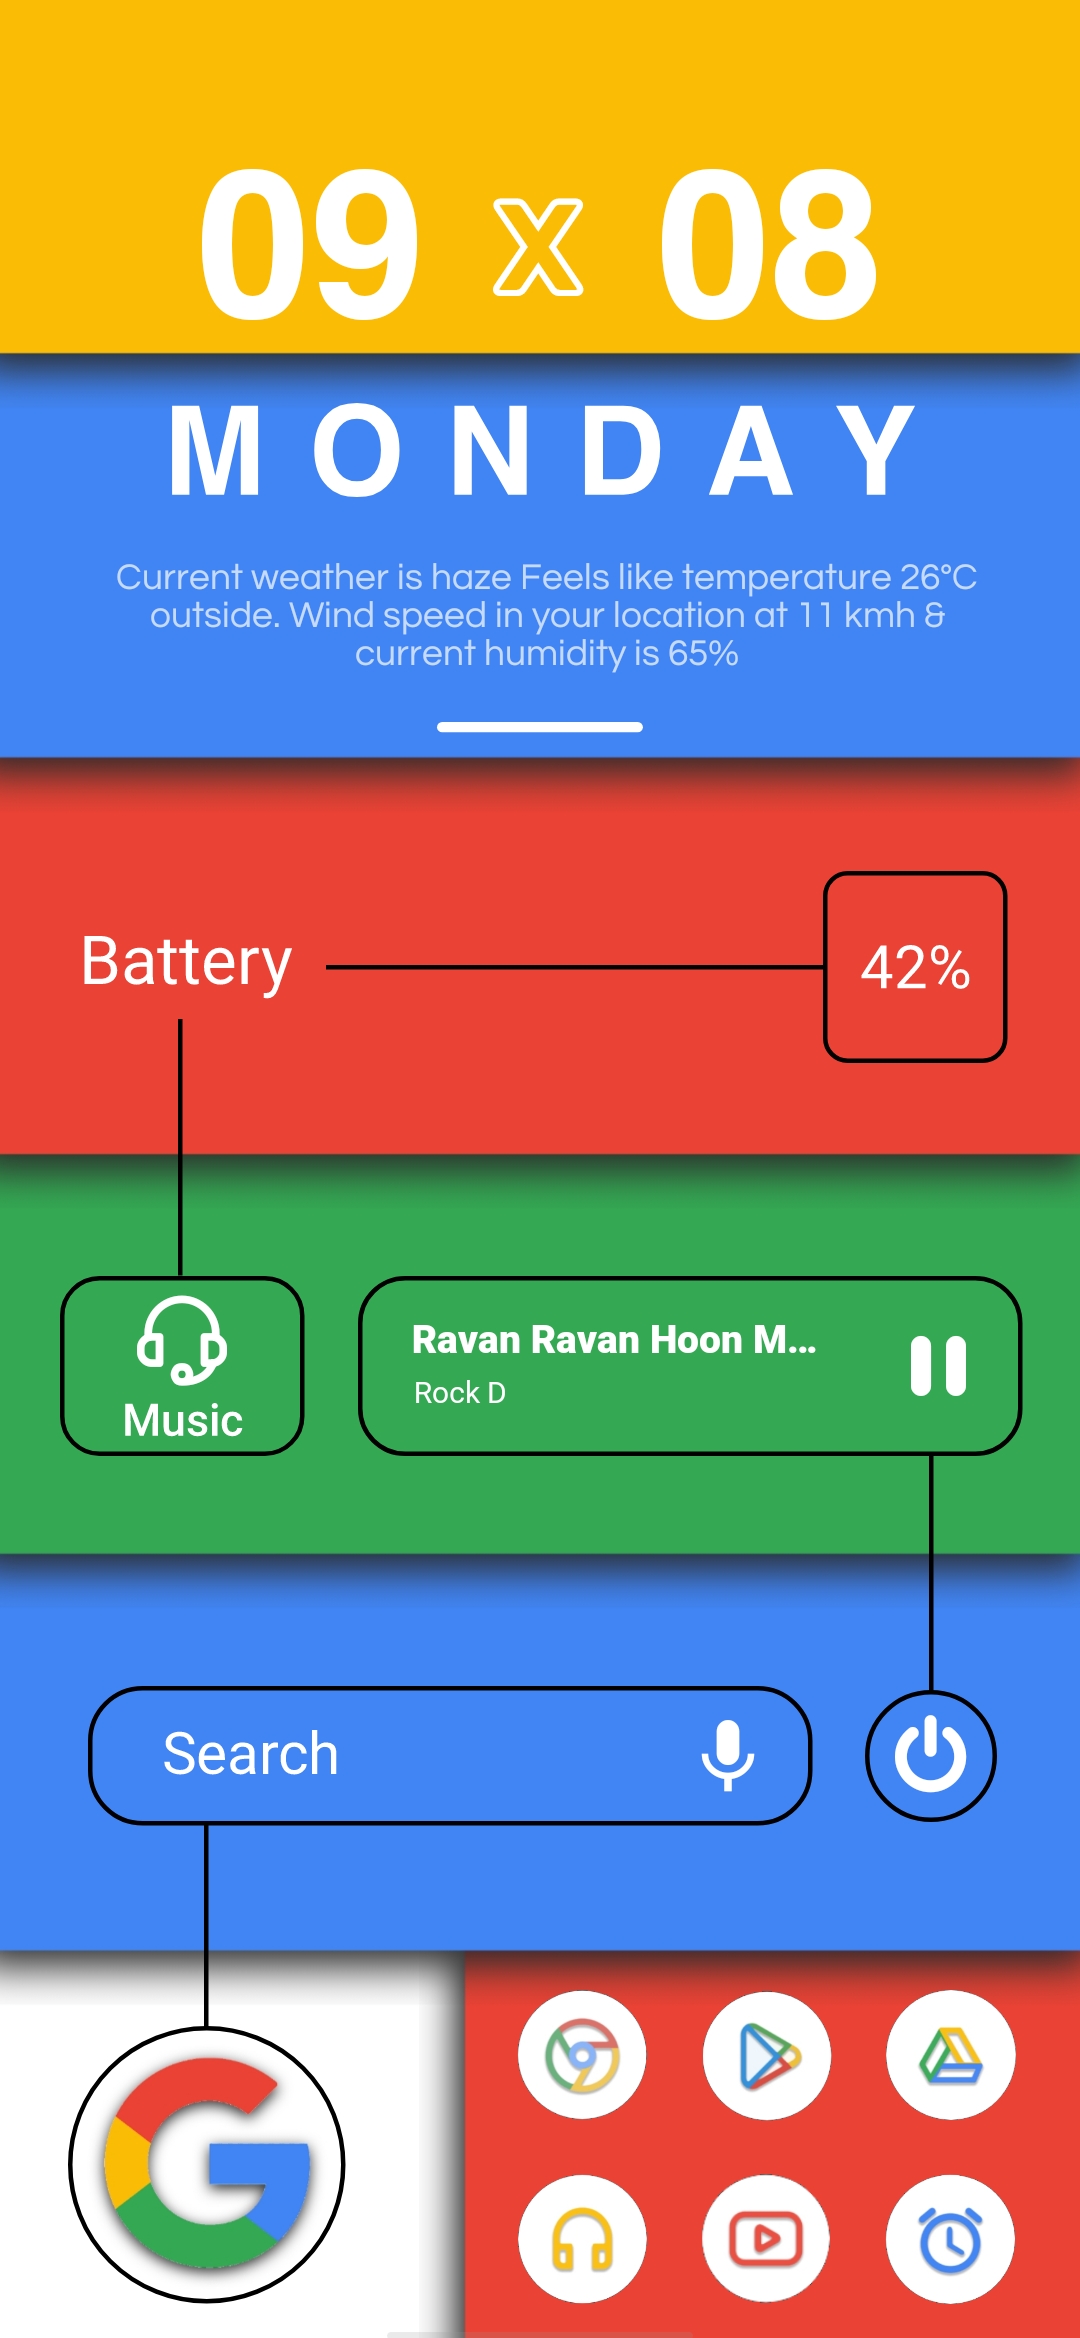 09 x 08
MONDAY
Current weather is haze Feels like temperature 26°C
outside. Wind speed in your location at 11 kmh &
current humidity is 65%
Battery
42%
Music
Ravan Ravan Hoon M...
Rock D
Search
G